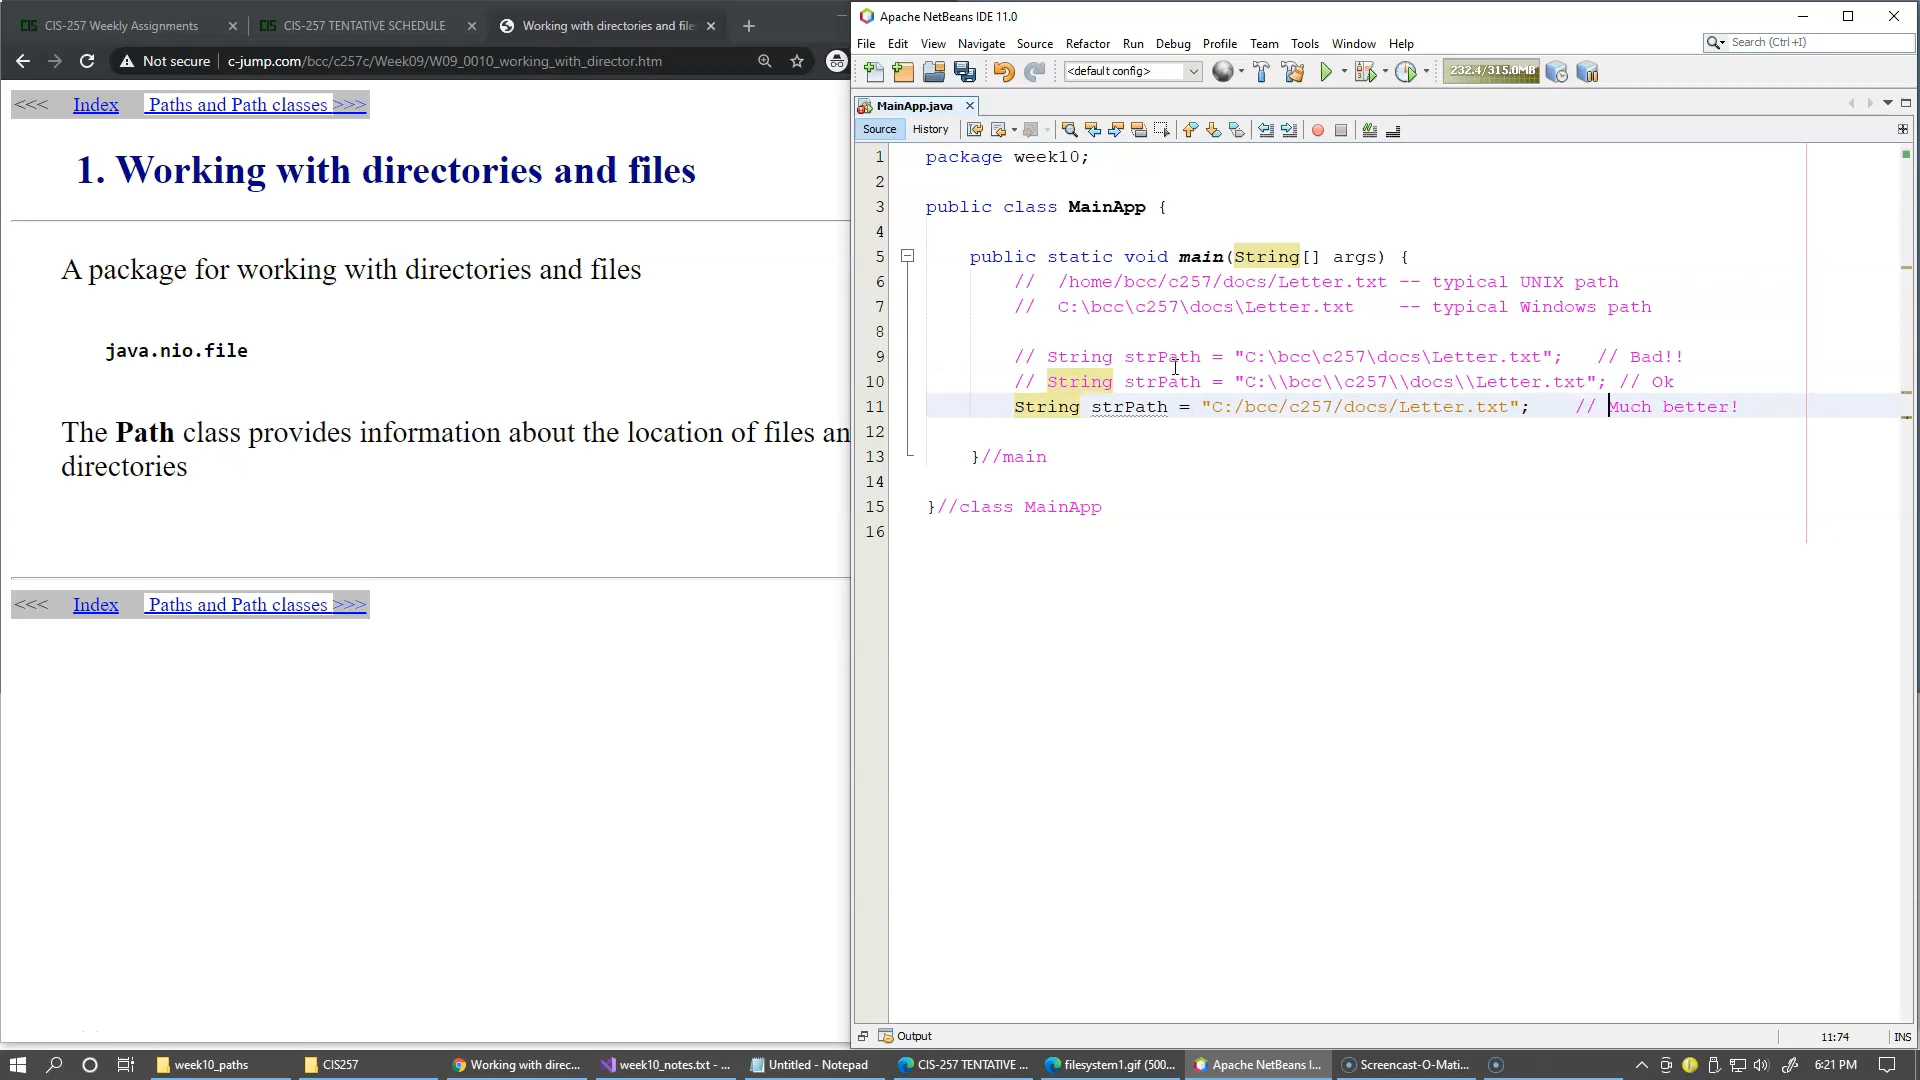 CIS-257 Weekly Assignments
CIS-257 TENTATIVE SCHEDULE
Working with directories and file
Not secure
c-jump.com/bcc/c257c/Week09/W09_0010_working_with_director.htm
<<< Index Paths and Path classes >>>
1. Working with directories and files
A package for working with directories and files
java.nio.file
The Path class provides information about the location of files an
directories
<<< Index Paths and Path classes >>>
Apache NetBeans IDE 11.0
File Edit View Navigate Source Refactor Run Debug Profile Team Tools Window Help
Search (Ctrl+I)
<default config>
232.4/315.0MB
MainApp.java
Source History
1 package week10;
2
3 public class MainApp {
4
5 public static void main(String[] args) {
6 // /home/bcc/c257/docs/Letter.txt -- typical UNIX path
7 // C:\bcc\c257\docs\Letter.txt -- typical Windows path
8
9 // String strPath = "C:\bcc\c257\docs\Letter.txt"; // Bad!!
10 // String strPath = "C:\\bcc\\c257\\docs\\Letter.txt"; // Ok
11 String strPath = "C:/bcc/c257/docs/Letter.txt"; // Much better!
12
13 }//main
14
15 }//class MainApp
16
Output
11:74 INS
week10_paths
CIS257
Working with direc...
week10_notes.txt - ...
Untitled - Notepad
CIS-257 TENTATIVE ...
filesystem1.gif (500...
Apache NetBeans I...
Screencast-O-Mati...
6:21 PM